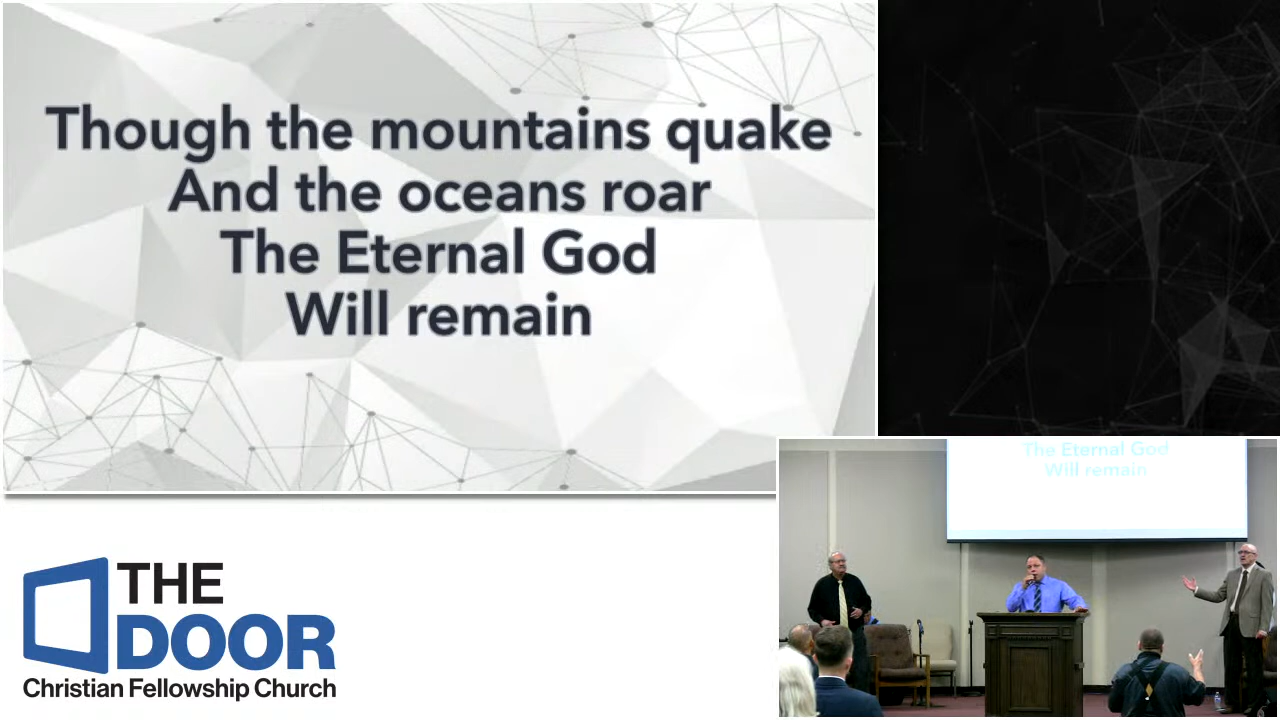 Though the mountains quake
And the oceans roar
The Eternal God
Will remain
THE
DOOR
Christian Fellowship Church
The Eternal God
Will remain